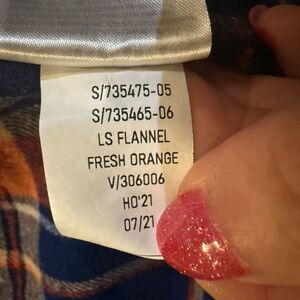 S/735475-05
S/735465-06
LS FLANNEL
FRESH ORANGE
V/306006
HO'21
07/21